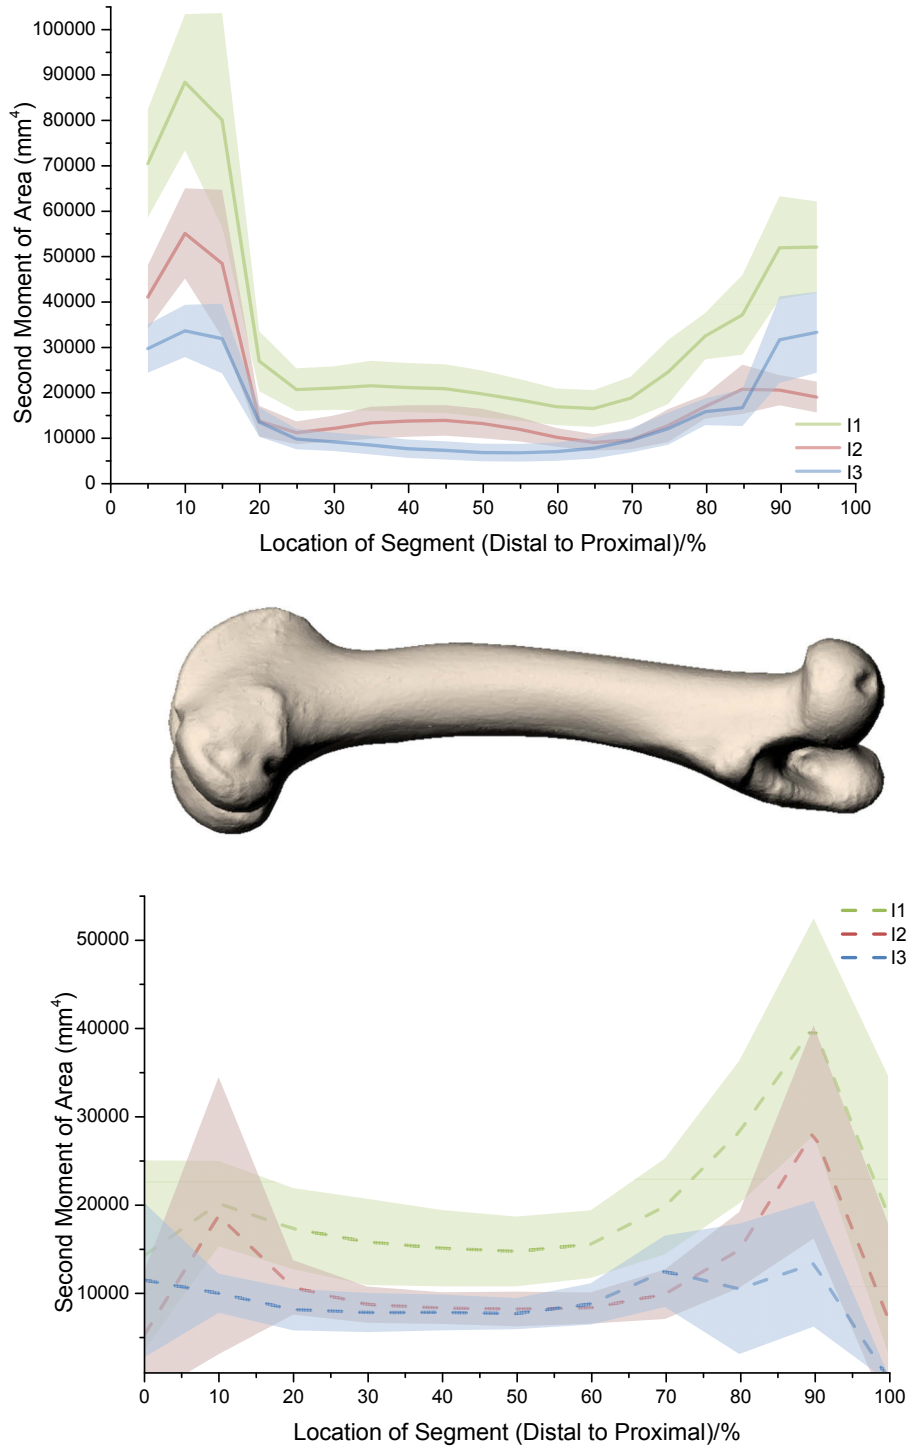 100000
90000
80000
70000
60000
50000
40000
30000
20000
10000
0
Second Moment of Area (mm⁴)
I1
I2
I3
0 10 20 30 40 50 60 70 80 90 100
Location of Segment (Distal to Proximal)/%
I1
I2
I3
50000
40000
30000
20000
10000
Second Moment of Area (mm⁴)
0 10 20 30 40 50 60 70 80 90 100
Location of Segment (Distal to Proximal)/%